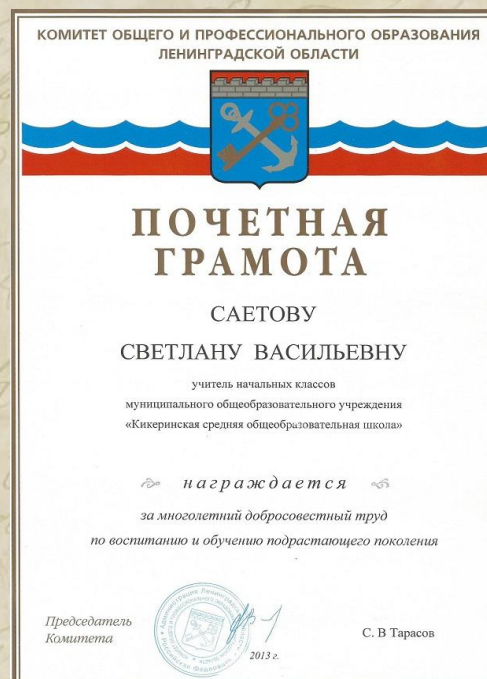 КОМИТЕТ ОБЩЕГО И ПРОФЕССИОНАЛЬНОГО ОБРАЗОВАНИЯ
ЛЕНИНГРАДСКОЙ ОБЛАСТИ
ПОЧЕТНАЯ
ГРАМОТА
САЕТОВУ
СВЕТЛАНУ ВАСИЛЬЕВНУ
учитель начальных классов
муниципального общеобразовательного учреждения
«Кикеринская средняя общеобразовательная школа»
награждается
за многолетний добросовестный труд
по воспитанию и обучению подрастающего поколения
Председатель
Комитета
С. В Тарасов
2013 г.